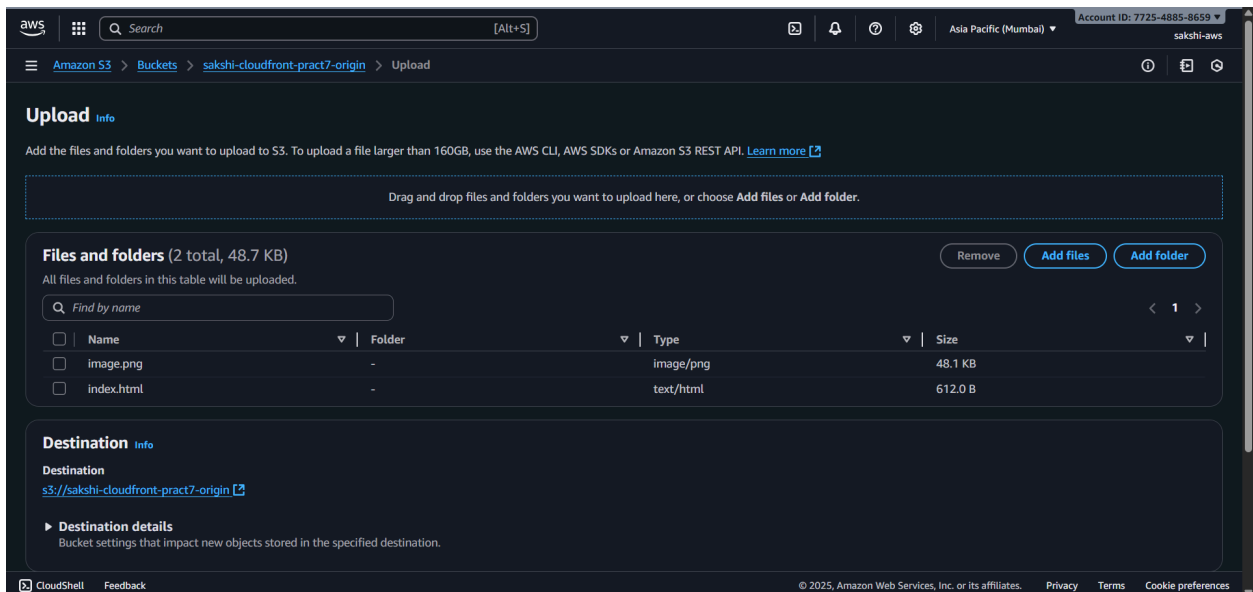 aws
Search [Alt+S]
Asia Pacific (Mumbai) ▼
Account ID: 7725-4885-8659 ▼
sakshi-aws
Amazon S3 > Buckets > sakshi-cloudfront-pract7-origin > Upload
Upload Info
Add the files and folders you want to upload to S3. To upload a file larger than 160GB, use the AWS CLI, AWS SDKs or Amazon S3 REST API. Learn more
Drag and drop files and folders you want to upload here, or choose Add files or Add folder.
Files and folders (2 total, 48.7 KB)
Remove Add files Add folder
All files and folders in this table will be uploaded.
Find by name
< 1 >
Name Folder Type Size
image.png - image/png 48.1 KB
index.html - text/html 612.0 B
Destination Info
Destination
s3://sakshi-cloudfront-pract7-origin
Destination details
Bucket settings that impact new objects stored in the specified destination.
CloudShell Feedback © 2025, Amazon Web Services, Inc. or its affiliates. Privacy Terms Cookie preferences